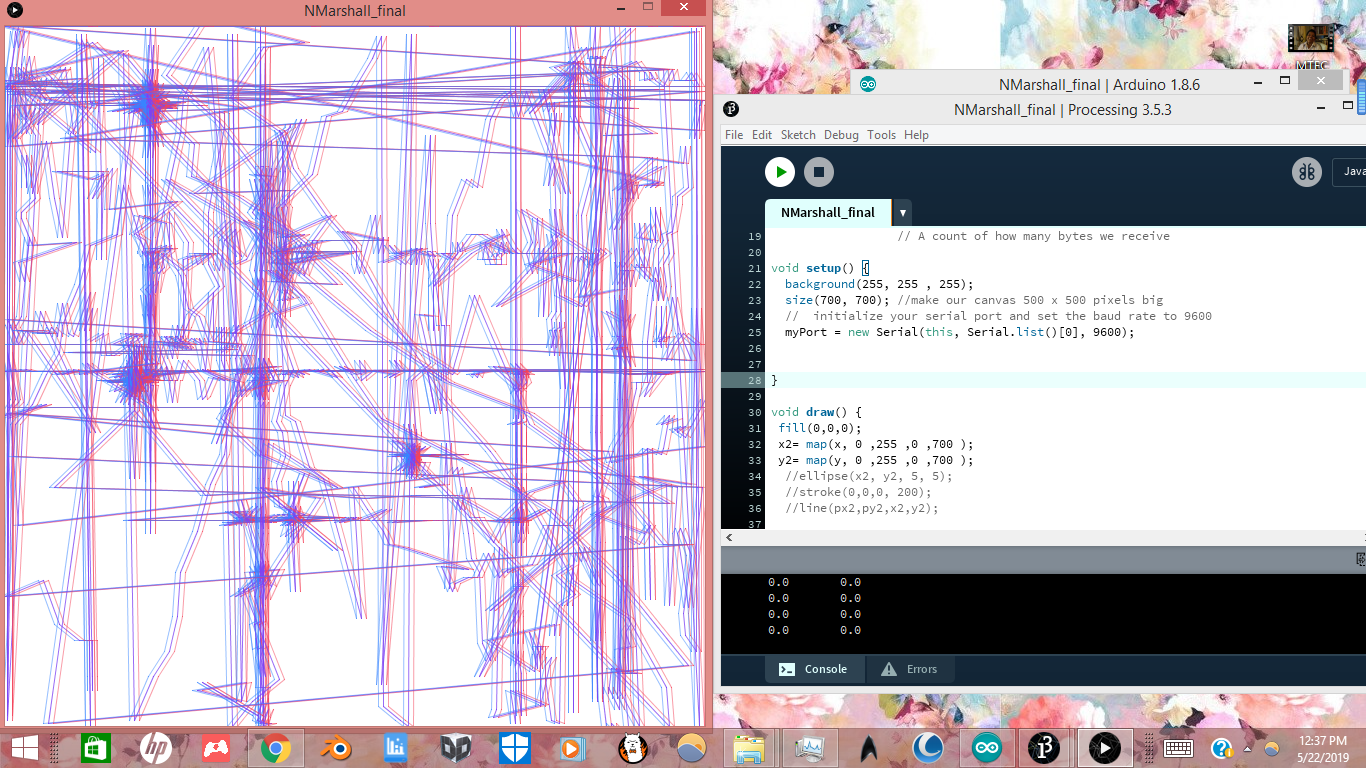 NMarshall_final
MTEC
NMarshall_final | Arduino 1.8.6
NMarshall_final | Processing 3.5.3
File Edit Sketch Debug Tools Help
Java
NMarshall_final ▼
19 // A count of how many bytes we receive
20
21 void setup() {
22 background(255, 255 , 255);
23 size(700, 700); //make our canvas 500 x 500 pixels big
24 // initialize your serial port and set the baud rate to 9600
25 myPort = new Serial(this, Serial.list()[0], 9600);
26
27
28 }
29
30 void draw() {
31 fill(0,0,0);
32 x2= map(x, 0 ,255 ,0 ,700 );
33 y2= map(y, 0 ,255 ,0 ,700 );
34 //ellipse(x2, y2, 5, 5);
35 //stroke(0,0,0, 200);
36 //line(px2,py2,x2,y2);
37
0.0 0.0
0.0 0.0
0.0 0.0
0.0 0.0
Console Errors
hp
12:37 PM
5/22/2019